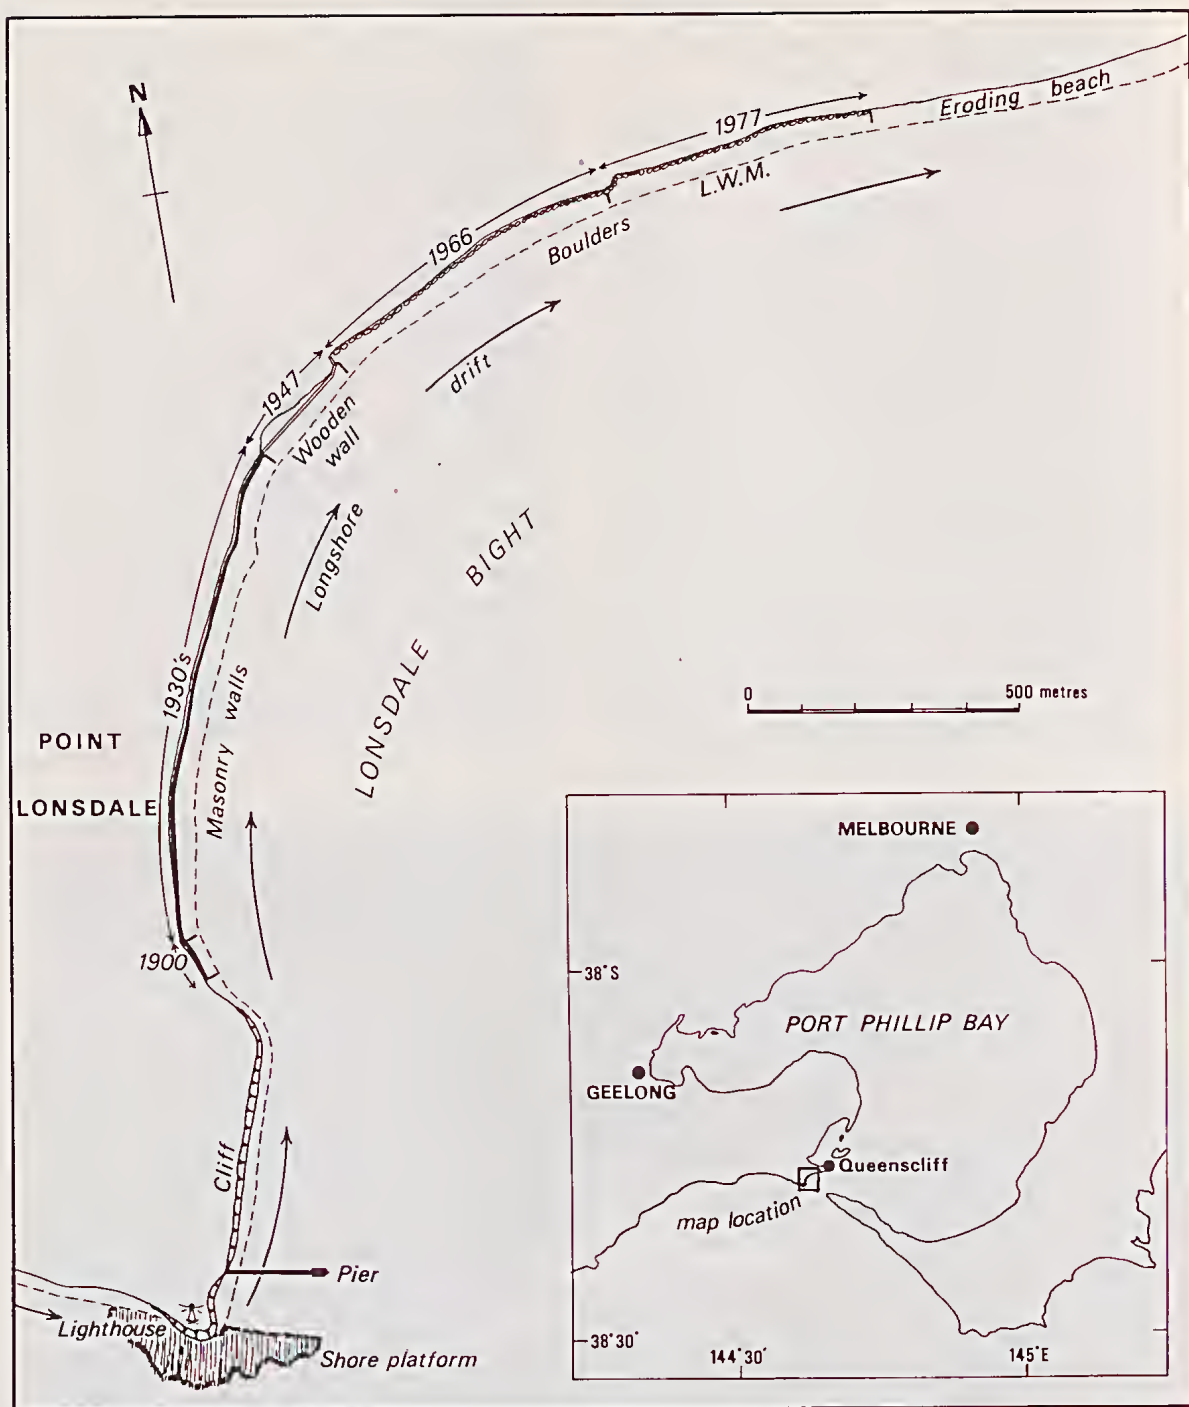 N
1977
Eroding beach
L.W.M.
1966
Boulders
drift
1947
Wooden
wall
Longshore
BIGHT
LONSDALE
1930's
Masonry walls
0 500 metres
POINT
LONSDALE
1900
Cliff
Pier
Lighthouse
Shore platform
MELBOURNE
38°S
PORT PHILLIP BAY
GEELONG
Queenscliff
map location
38°30'
144°30'
145°E